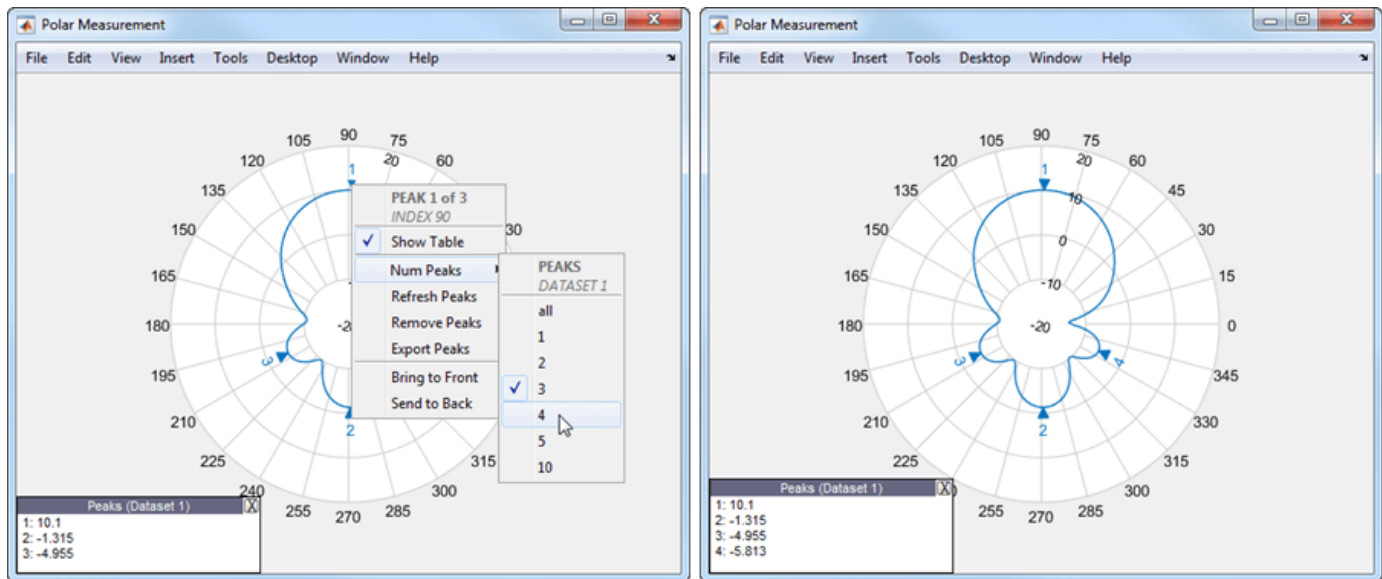 Polar Measurement
File Edit View Insert Tools Desktop Window Help
90
105 75
120 20 60
1
135
150 30
165
180
195
210
225
240
255
270
285
300
315
-2
3
2
PEAK 1 of 3
INDEX 90
Show Table
Num Peaks
Refresh Peaks
Remove Peaks
Export Peaks
Bring to Front
Send to Back
PEAKS
DATASET 1
all
1
2
3
4
5
10
Peaks (Dataset 1) X
1: 10.1
2: -1.315
3: -4.955
Polar Measurement
File Edit View Insert Tools Desktop Window Help
90
105 75
120 20 60
1
135 10 45
150 0 30
165 -10 15
180 -20 0
3 4
195 345
210 330
2
225
300
255 285
270
Peaks (Dataset 1) X
1: 10.1
2: -1.315
3: -4.955
4: -5.813